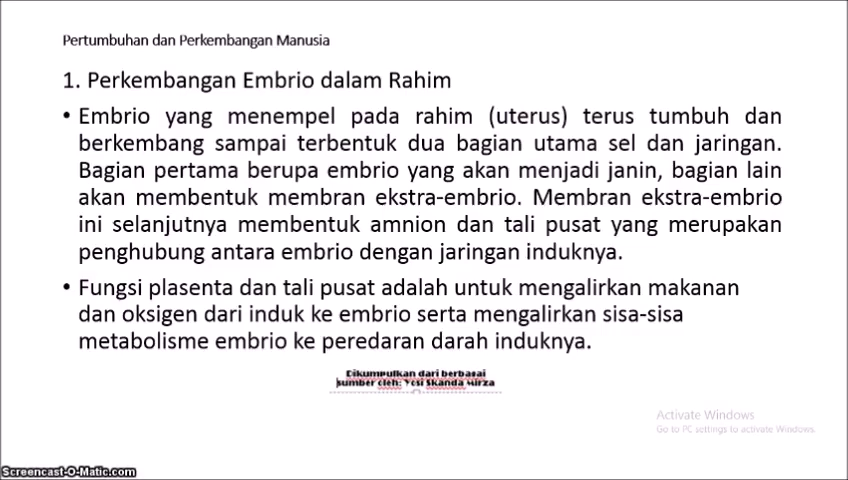 Pertumbuhan dan Perkembangan Manusia
1. Perkembangan Embrio dalam Rahim
• Embrio yang menempel pada rahim (uterus) terus tumbuh dan
berkembang sampai terbentuk dua bagian utama sel dan jaringan.
Bagian pertama berupa embrio yang akan menjadi janin, bagian lain
akan membentuk membran ekstra-embrio. Membran ekstra-embrio
ini selanjutnya membentuk amnion dan tali pusat yang merupakan
penghubung antara embrio dengan jaringan induknya.
• Fungsi plasenta dan tali pusat adalah untuk mengalirkan makanan
dan oksigen dari induk ke embrio serta mengalirkan sisa-sisa
metabolisme embrio ke peredaran darah induknya.
Dikumpulkan dari berbagai
sumber oleh: Yosi Skanda Mirza
Activate Windows
Go to PC settings to activate Windows.
Screencast-O-Matic.com